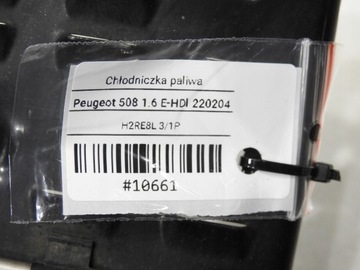 Chłodniczka paliwa
Peugeot 508 1.6 E-HDI 220204
H2RE8L 3/1P
#10661